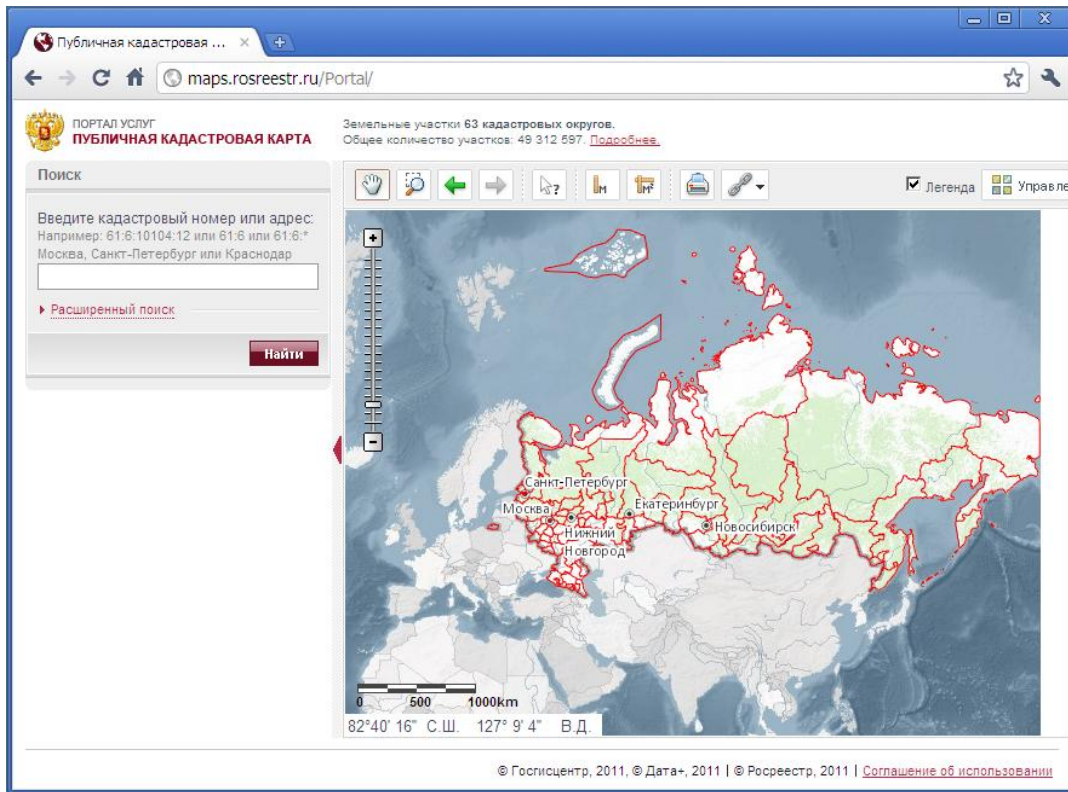 Публичная кадастровая ...
maps.rosreestr.ru/Portal/
ПОРТАЛ УСЛУГ
ПУБЛИЧНАЯ КАДАСТРОВАЯ КАРТА
Земельные участки 63 кадастровых округов.
Общее количество участков: 49 312 597. Подробнее.
Поиск
Введите кадастровый номер или адрес:
Например: 61:6:10104:12 или 61:6 или 61:6:*
Москва, Санкт-Петербург или Краснодар
Расширенный поиск
Найти
М
М²
Легенда
Управле
Санкт-Петербург
Москва
Екатеринбург
Нижний
Новгород
Новосибирск
0 500 1000km
82°40' 16" С.Ш. 127° 9' 4" В.Д.
© Госгисцентр, 2011, © Дата+, 2011 | © Росреестр, 2011 | Соглашение об использовании